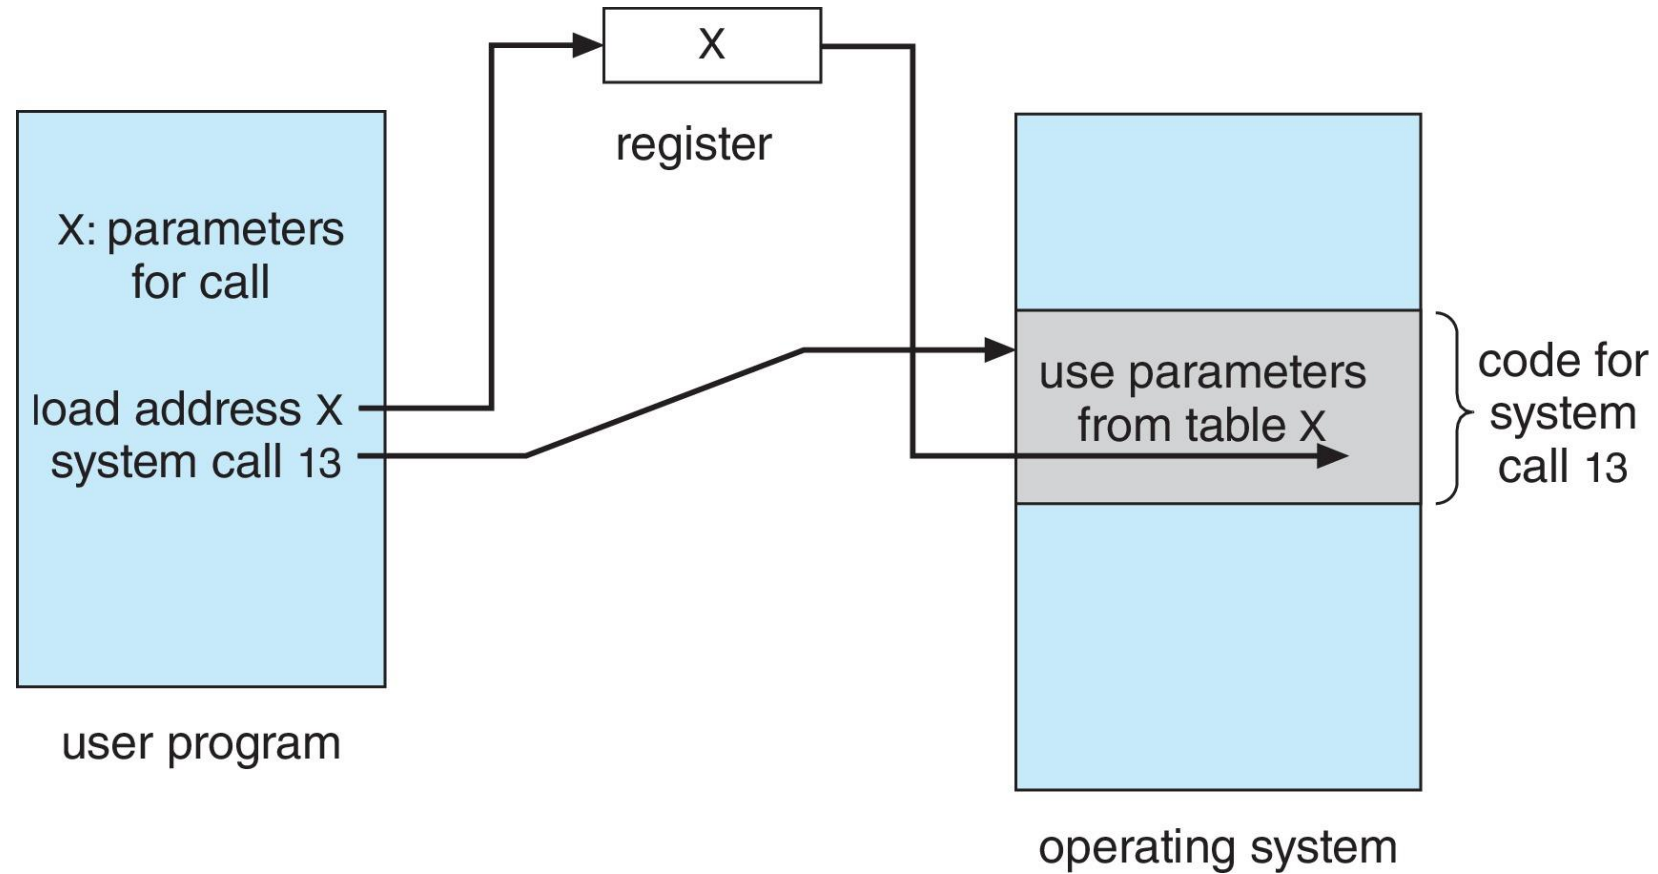 X
register
X: parameters
for call
load address X
system call 13
user program
use parameters
from table X
code for
system
call 13
operating system